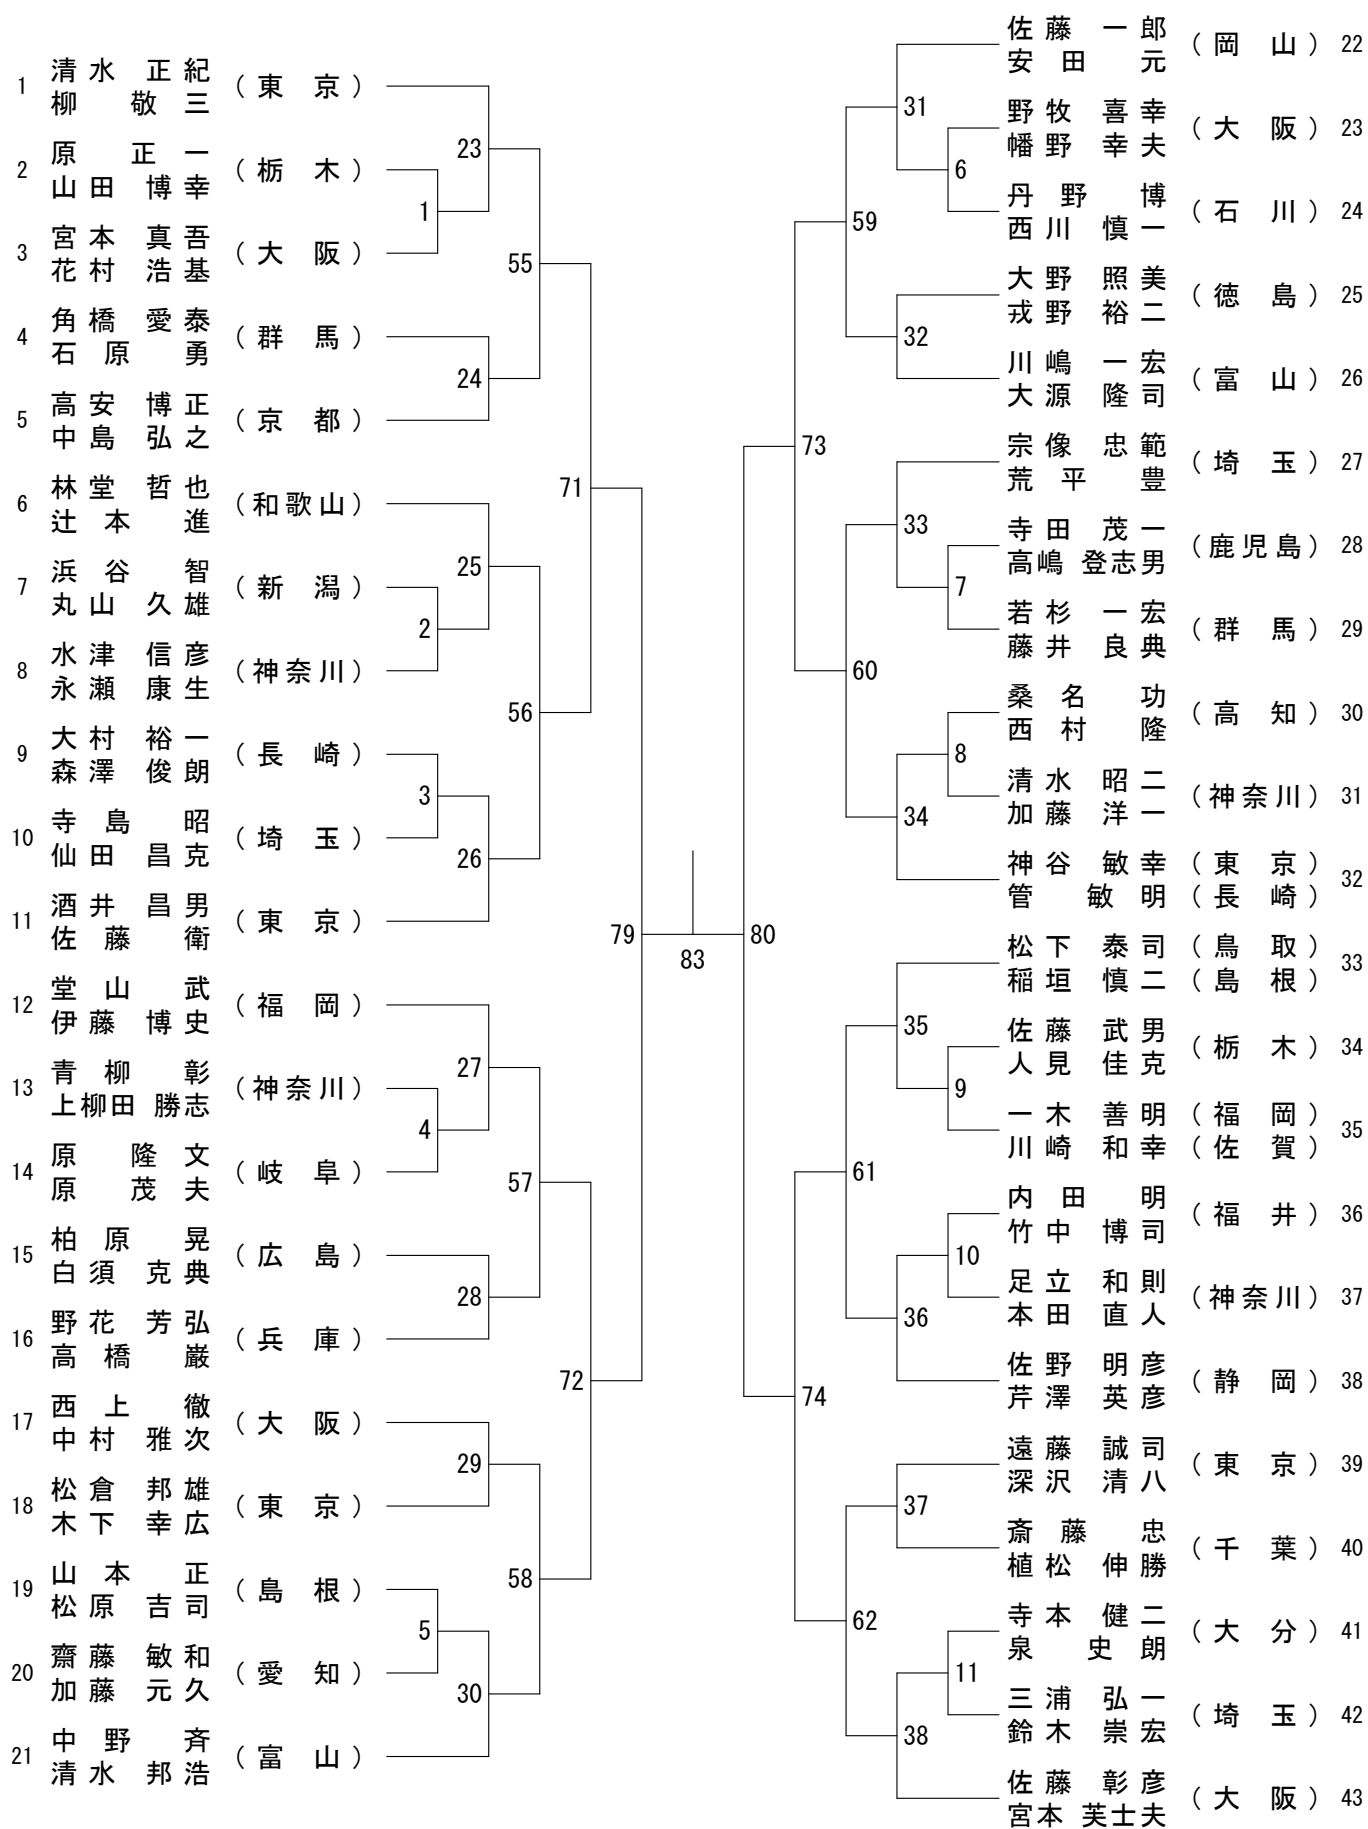 1 清水 正紀 (東京)
柳 敬三
2 原 正一 (栃木)
山田 博幸
3 宮本 真吾 (大阪)
花村 浩基
4 角橋 愛泰 (群馬)
石原 勇
5 高安 博正 (京都)
中島 弘之
6 林堂 哲也 (和歌山)
辻本 進
7 浜谷 智 (新潟)
丸山 久雄
8 水津 信彦 (神奈川)
永瀬 康生
9 大村 裕一 (長崎)
森澤 俊朗
10 寺島 昭 (埼玉)
仙田 昌克
11 酒井 昌男 (東京)
佐藤 衛
12 堂山 武 (福岡)
伊藤 博史
13 青柳 彰 (神奈川)
上柳田 勝志
14 原 隆文 (岐阜)
原 茂夫
15 柏原 晃 (広島)
白須 克典
16 野花 芳弘 (兵庫)
高橋 巌
17 西上 徹 (大阪)
中村 雅次
18 松倉 邦雄 (東京)
木下 幸広
19 山本 正 (島根)
松原 吉司
20 齋藤 敏和 (愛知)
加藤 元久
21 中野 斉 (富山)
清水 邦浩
23
1
55
24
71
25
2
56
3
26
79
27
4
57
28
72
29
58
5
30
83
80
31
6
59
32
73
33
7
60
8
34
35
9
61
10
36
74
37
62
11
38
佐藤 一郎 (岡山) 22
安田 元
野牧 喜幸 (大阪) 23
幡野 幸夫
丹野 博 (石川) 24
西川 慎一
大野 照美 (徳島) 25
戎野 裕二
川嶋 一宏 (富山) 26
大源 隆司
宗像 忠範 (埼玉) 27
荒平 豊
寺田 茂一 (鹿児島) 28
高嶋 登志男
若杉 一宏 (群馬) 29
藤井 良典
桑名 功 (高知) 30
西村 隆
清水 昭二 (神奈川) 31
加藤 洋一
神谷 敏幸 (東京) 32
管 敏明 (長崎)
松下 泰司 (鳥取) 33
稲垣 慎二 (島根)
佐藤 武男 (栃木) 34
人見 佳克
一木 善明 (福岡) 35
川崎 和幸 (佐賀)
内田 明 (福井) 36
竹中 博司
足立 和則 (神奈川) 37
本田 直人
佐野 明彦 (静岡) 38
芹澤 英彦
遠藤 誠司 (東京) 39
深沢 清八
斎藤 忠 (千葉) 40
植松 伸勝
寺本 健二 (大分) 41
泉 史朗
三浦 弘一 (埼玉) 42
鈴木 崇宏
佐藤 彰彦 (大阪) 43
宮本 芙士夫